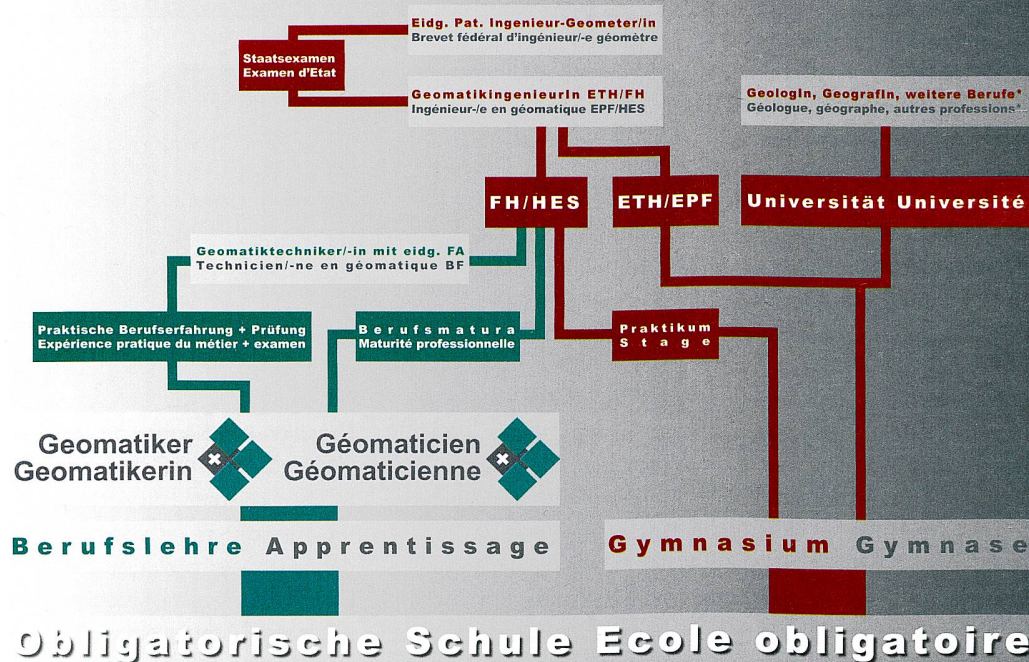 Eidg. Pat. Ingenieur-Geometer/in
Brevet fédéral d'ingénieur/-e géomètre
Staatsexamen
Examen d'Etat
GeomatikingenieurIn ETH/FH
Ingénieur-/e en géomatique EPF/HES
GeologIn, GeografIn, weitere Berufe*
Géologue, géographe, autres professions*
FH/HES
ETH/EPF
Universität Université
Geomatiktechniker/-in mit eidg. FA
Technicien/-ne en géomatique BF
Praktische Berufserfahrung + Prüfung
Expérience pratique du métier + examen
Berufsmatura
Maturité professionnelle
Praktikum
Stage
Geomatiker
Geomatikerin
Géomaticien
Géomaticienne
Berufslehre Apprentissage
Gymnasium Gymnase
Obligatorische Schule Ecole obligatoire